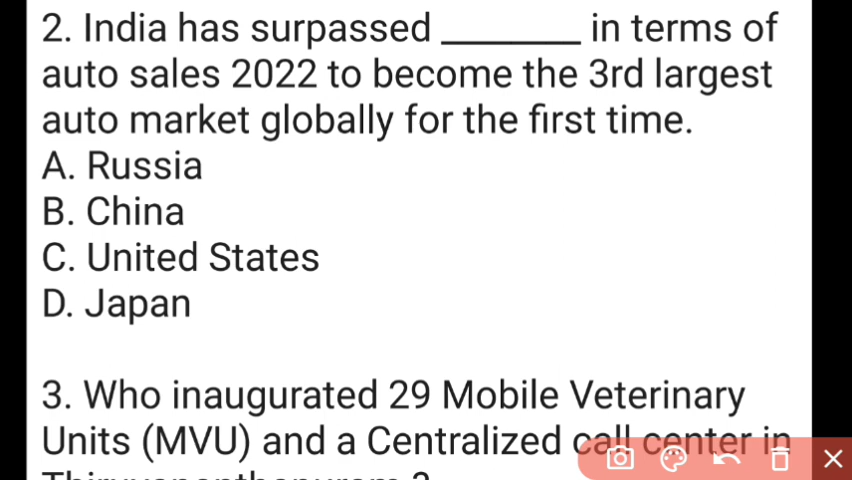 2. India has surpassed ________ in terms of
auto sales 2022 to become the 3rd largest
auto market globally for the first time.
A. Russia
B. China
C. United States
D. Japan
3. Who inaugurated 29 Mobile Veterinary
Units (MVU) and a Centralized call center in